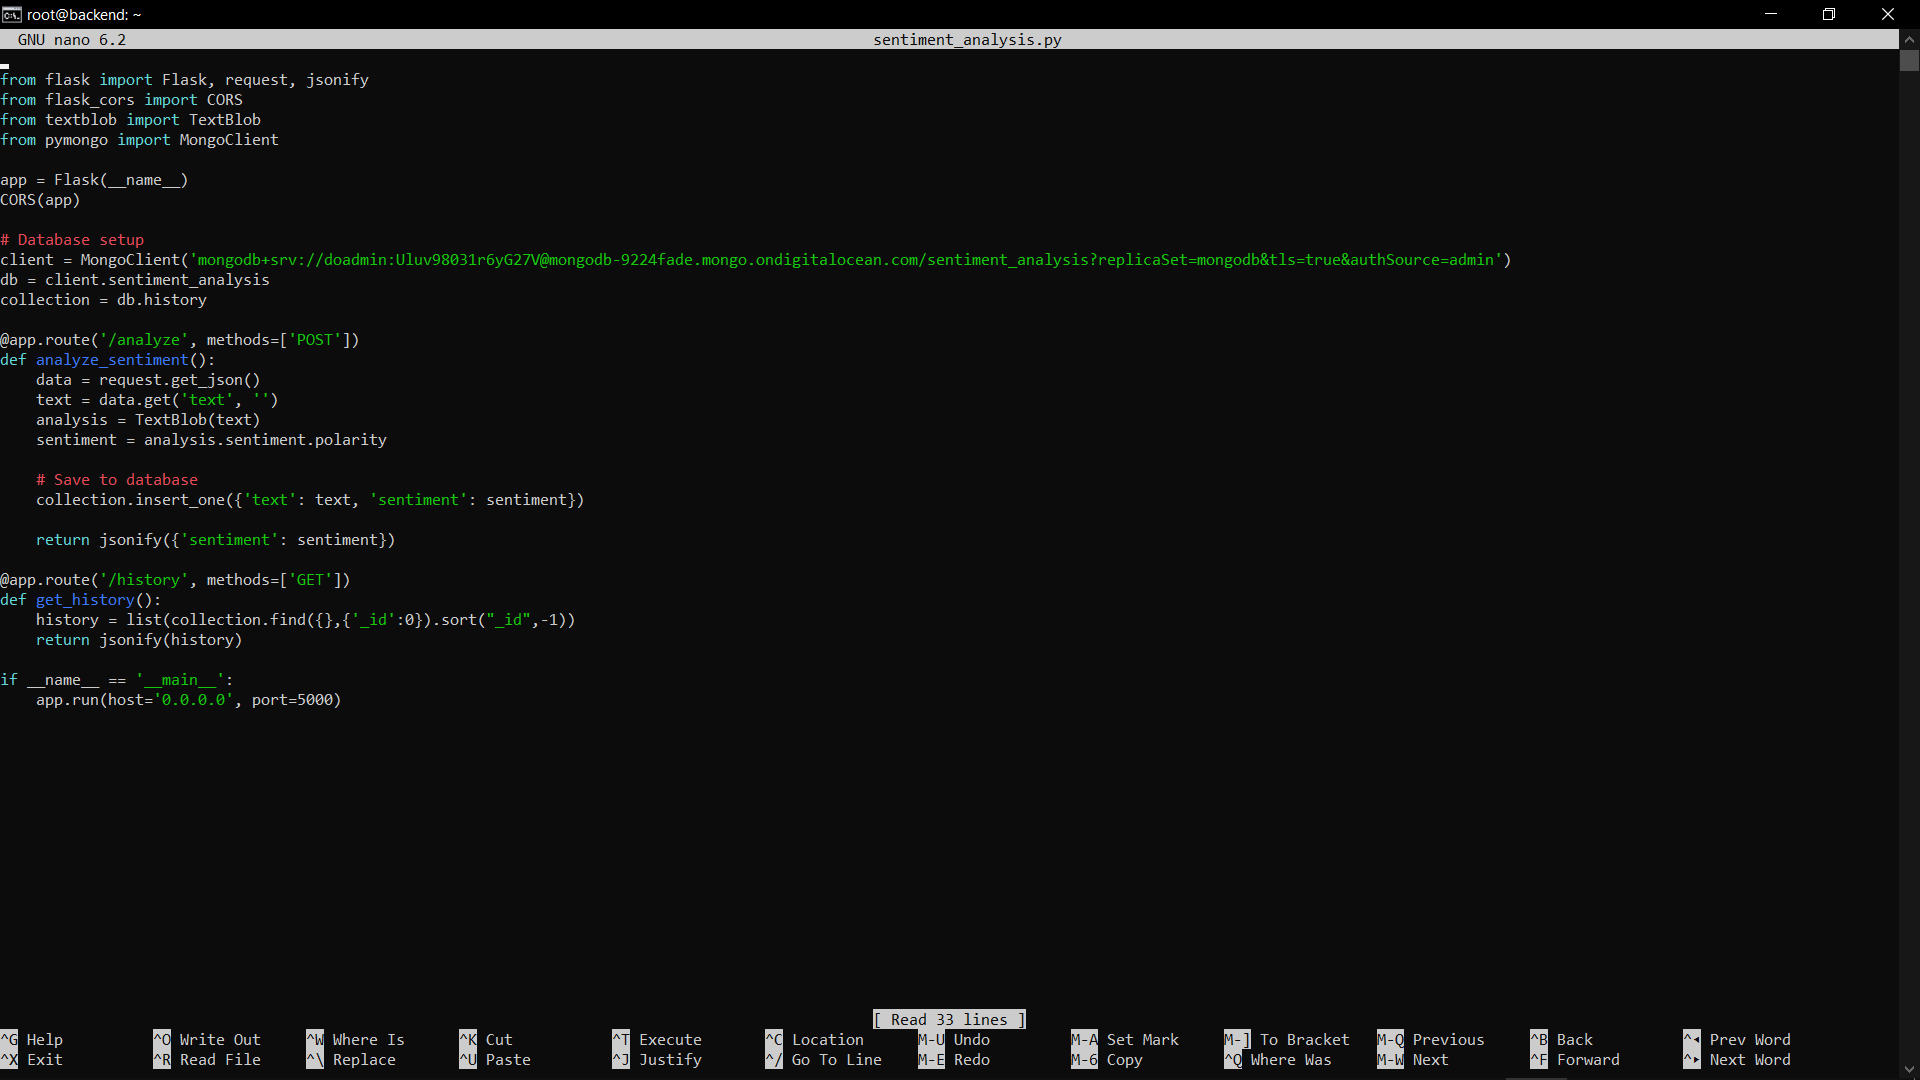 root@backend: ~
GNU nano 6.2 sentiment_analysis.py
from flask import Flask, request, jsonify
from flask_cors import CORS
from textblob import TextBlob
from pymongo import MongoClient
app = Flask(__name__)
CORS(app)
# Database setup
client = MongoClient('mongodb+srv://doadmin:Uluv98031r6yG27V@mongodb-9224fade.mongo.ondigitalocean.com/sentiment_analysis?replicaSet=mongodb&tls=true&authSource=admin')
db = client.sentiment_analysis
collection = db.history
@app.route('/analyze', methods=['POST'])
def analyze_sentiment():
    data = request.get_json()
    text = data.get('text', '')
    analysis = TextBlob(text)
    sentiment = analysis.sentiment.polarity
    # Save to database
    collection.insert_one({'text': text, 'sentiment': sentiment})
    return jsonify({'sentiment': sentiment})
@app.route('/history', methods=['GET'])
def get_history():
    history = list(collection.find({},{'_id':0}).sort("_id",-1))
    return jsonify(history)
if __name__ == '__main__':
    app.run(host='0.0.0.0', port=5000)
[ Read 33 lines ]
^G Help ^O Write Out ^W Where Is ^K Cut ^T Execute ^C Location M-U Undo M-A Set Mark M-] To Bracket M-Q Previous ^B Back ^◂ Prev Word
^X Exit ^R Read File ^\ Replace ^U Paste ^J Justify ^/ Go To Line M-E Redo M-6 Copy ^Q Where Was M-W Next ^F Forward ^▸ Next Word